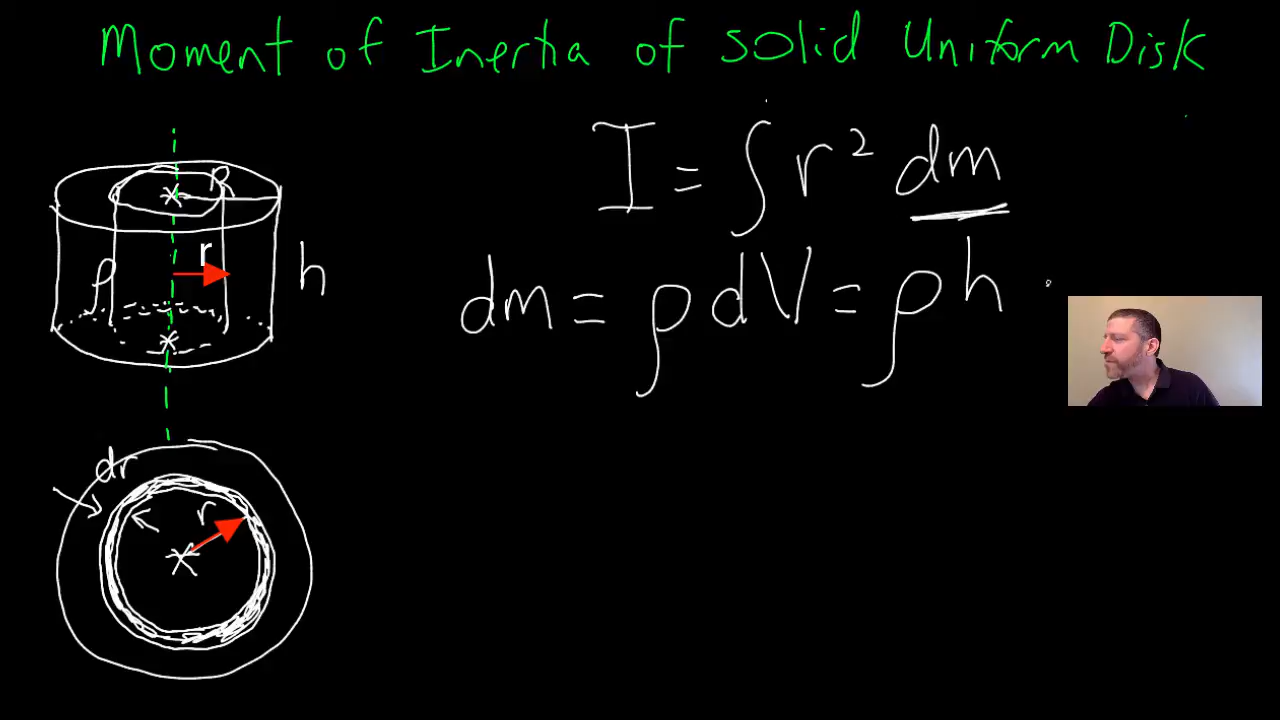 Moment of Inertia of solid Uniform Disk
I = ∫ r² dm
dm = ρ dV = ρ h
R
r
ρ
h
dr
r